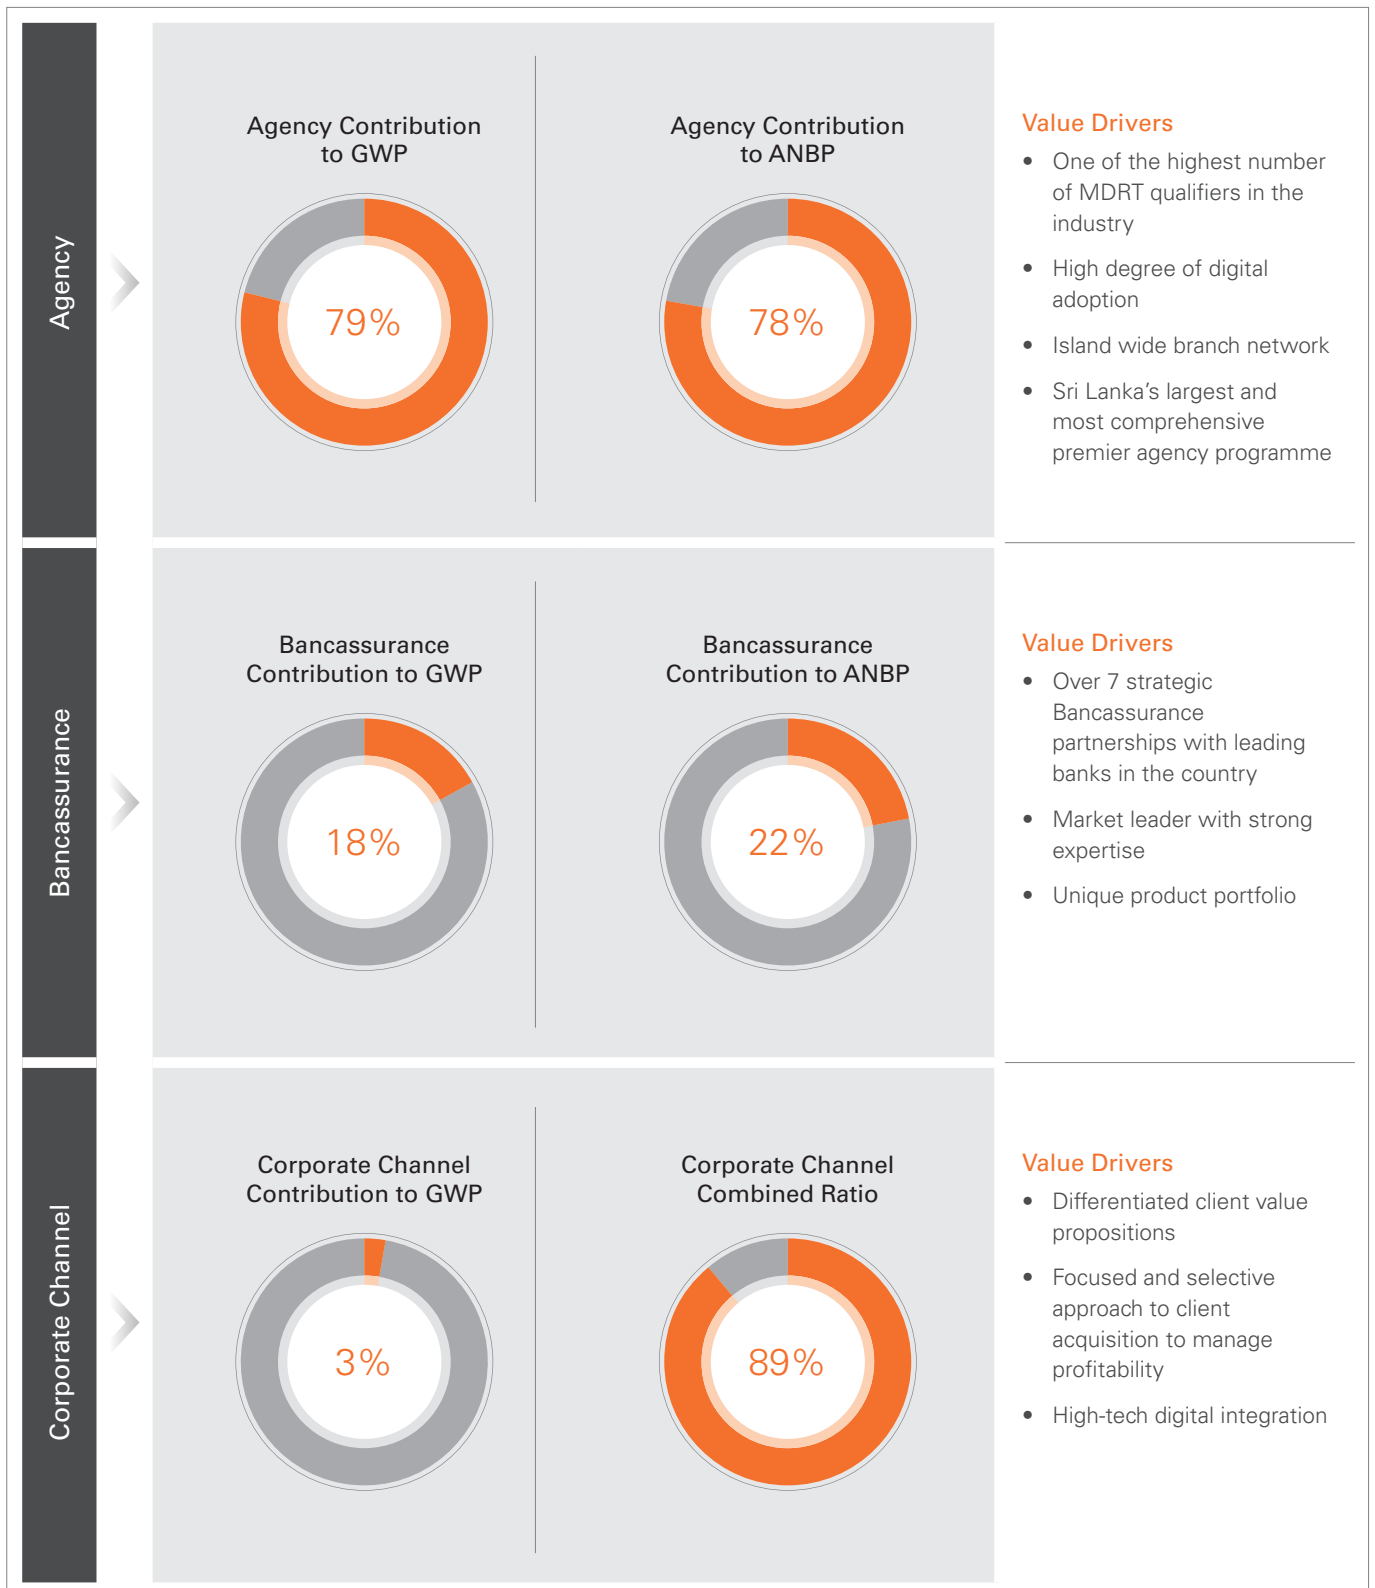 Agency
Agency Contribution
to GWP
79%
Agency Contribution
to ANBP
78%
Value Drivers
• One of the highest number
of MDRT qualifiers in the
industry
• High degree of digital
adoption
• Island wide branch network
• Sri Lanka’s largest and
most comprehensive
premier agency programme
Bancassurance
Bancassurance
Contribution to GWP
18%
Bancassurance
Contribution to ANBP
22%
Value Drivers
• Over 7 strategic
Bancassurance
partnerships with leading
banks in the country
• Market leader with strong
expertise
• Unique product portfolio
Corporate Channel
Corporate Channel
Contribution to GWP
3%
Corporate Channel
Combined Ratio
89%
Value Drivers
• Differentiated client value
propositions
• Focused and selective
approach to client
acquisition to manage
profitability
• High-tech digital integration